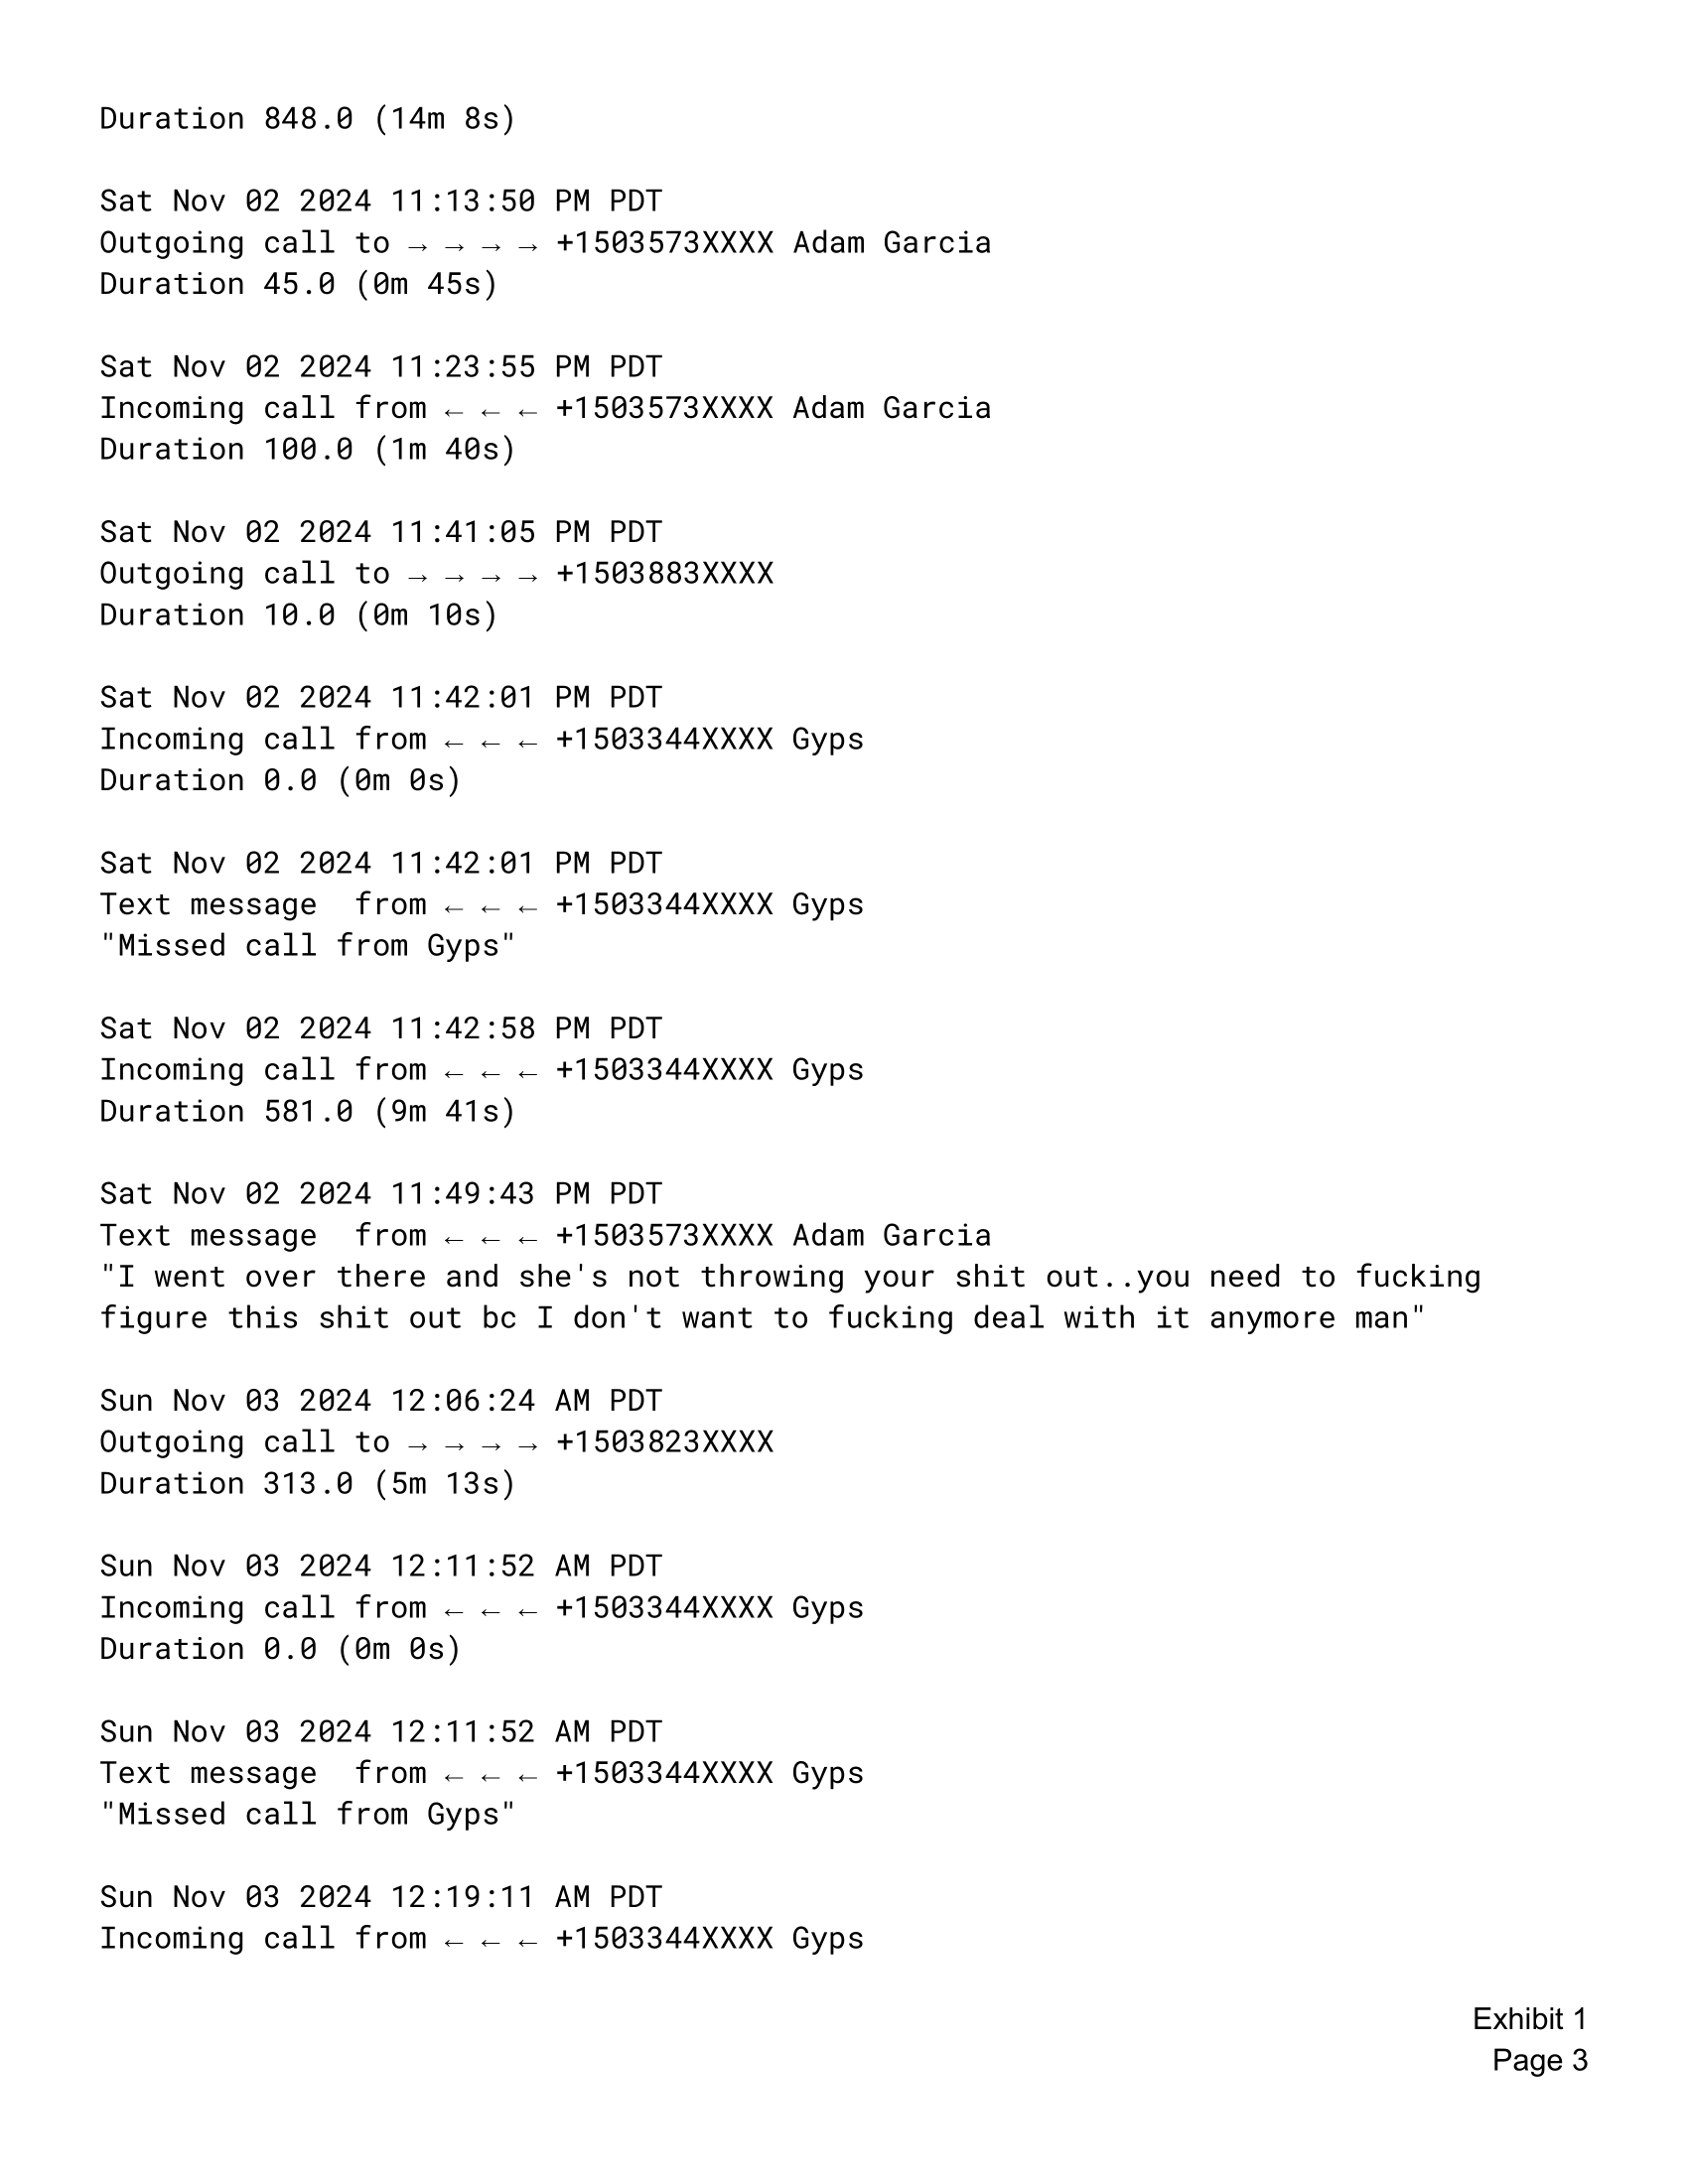 Duration 848.0 (14m 8s)
Sat Nov 02 2024 11:13:50 PM PDT
Outgoing call to → → → → +1503573XXXX Adam Garcia
Duration 45.0 (0m 45s)
Sat Nov 02 2024 11:23:55 PM PDT
Incoming call from ← ← ← +1503573XXXX Adam Garcia
Duration 100.0 (1m 40s)
Sat Nov 02 2024 11:41:05 PM PDT
Outgoing call to → → → → +1503883XXXX
Duration 10.0 (0m 10s)
Sat Nov 02 2024 11:42:01 PM PDT
Incoming call from ← ← ← +1503344XXXX Gyps
Duration 0.0 (0m 0s)
Sat Nov 02 2024 11:42:01 PM PDT
Text message  from ← ← ← +1503344XXXX Gyps
"Missed call from Gyps"
Sat Nov 02 2024 11:42:58 PM PDT
Incoming call from ← ← ← +1503344XXXX Gyps
Duration 581.0 (9m 41s)
Sat Nov 02 2024 11:49:43 PM PDT
Text message  from ← ← ← +1503573XXXX Adam Garcia
"I went over there and she's not throwing your shit out..you need to fucking
figure this shit out bc I don't want to fucking deal with it anymore man"
Sun Nov 03 2024 12:06:24 AM PDT
Outgoing call to → → → → +1503823XXXX
Duration 313.0 (5m 13s)
Sun Nov 03 2024 12:11:52 AM PDT
Incoming call from ← ← ← +1503344XXXX Gyps
Duration 0.0 (0m 0s)
Sun Nov 03 2024 12:11:52 AM PDT
Text message  from ← ← ← +1503344XXXX Gyps
"Missed call from Gyps"
Sun Nov 03 2024 12:19:11 AM PDT
Incoming call from ← ← ← +1503344XXXX Gyps
Exhibit 1
Page 3